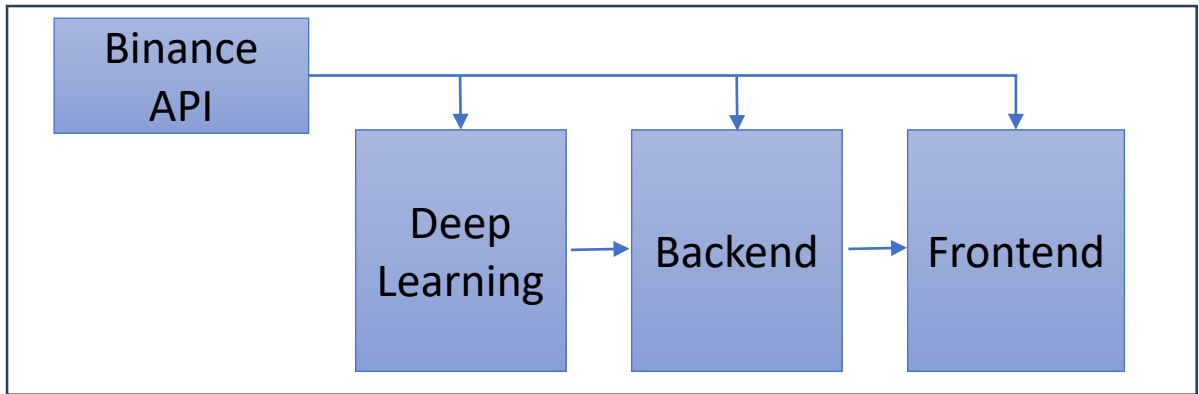 Binance
API
Deep
Learning
Backend
Frontend